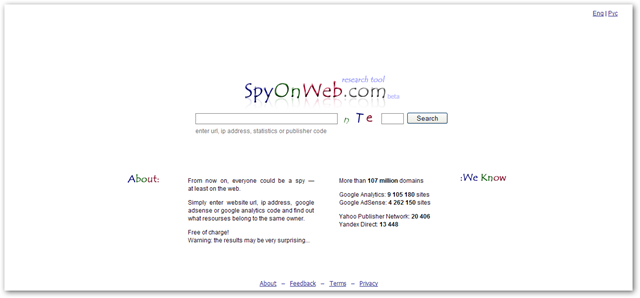 Eng | Рус
research tool
SpyOnWeb.com
beta
n T e Search
enter url, ip address, statistics or publisher code
About:
From now on, everyone could be a spy —
at least on the web.
Simply enter website url, ip address, google
adsense or google analytics code and find out
what resourses belong to the same owner.
Free of charge!
Warning: the results may be very surprising...
:We Know
More than 107 million domains
Google Analytics: 9 105 180 sites
Google AdSense: 4 262 150 sites
Yahoo Publisher Network: 20 406
Yandex Direct: 13 448
About – Feedback – Terms – Privacy